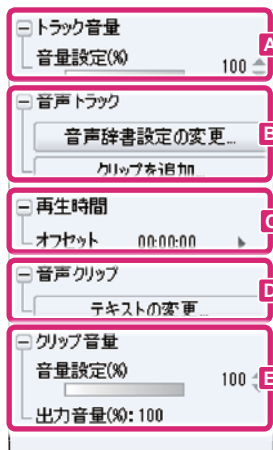 トラック音量
A
音量設定(%)
100
音声トラック
B
音声辞書設定の変更...
クリップを追加...
再生時間
C
オフセット 00:00:00
音声クリップ
D
テキストの変更...
クリップ音量
音量設定(%)
100
E
出力音量(%): 100